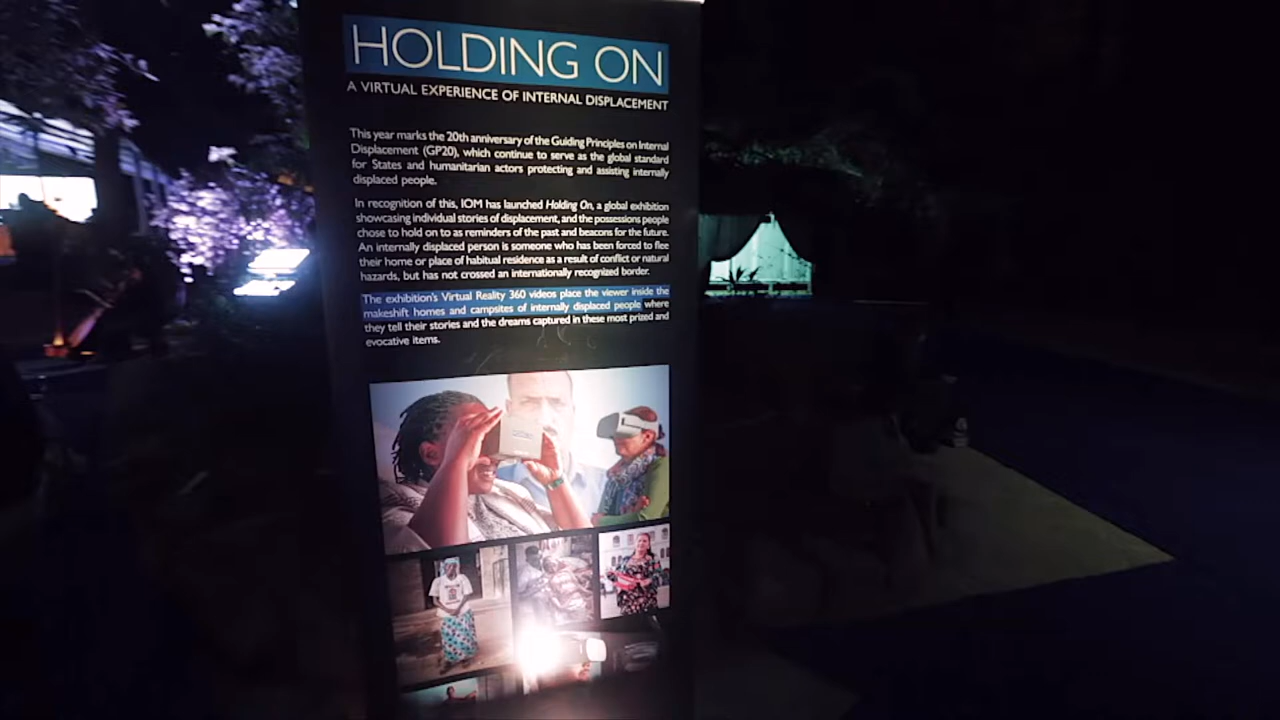 HOLDING ON
A VIRTUAL EXPERIENCE OF INTERNAL DISPLACEMENT
This year marks the 20th anniversary of the Guiding Principles on Internal
Displacement (GP20), which continue to serve as the global standard
for States and humanitarian actors protecting and assisting internally
displaced people.
In recognition of this, IOM has launched Holding On, a global exhibition
showcasing individual stories of displacement, and the possessions people
chose to hold on to as reminders of the past and beacons for the future.
An internally displaced person is someone who has been forced to flee
their home or place of habitual residence as a result of conflict or natural
hazards, but has not crossed an internationally recognized border.
The exhibition's Virtual Reality 360 videos place the viewer inside the
makeshift homes and campsites of internally displaced people where
they tell their stories and the dreams captured in these most prized and
evocative items.